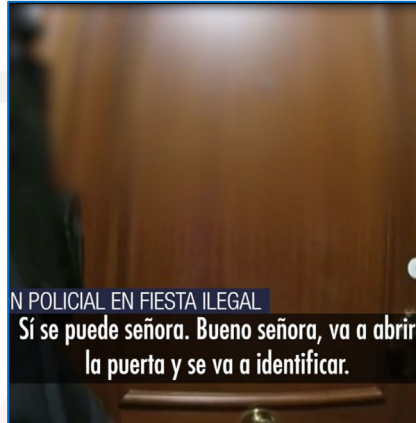 N POLICIAL EN FIESTA ILEGAL
Sí se puede señora. Bueno señora, va a abrir
la puerta y se va a identificar.